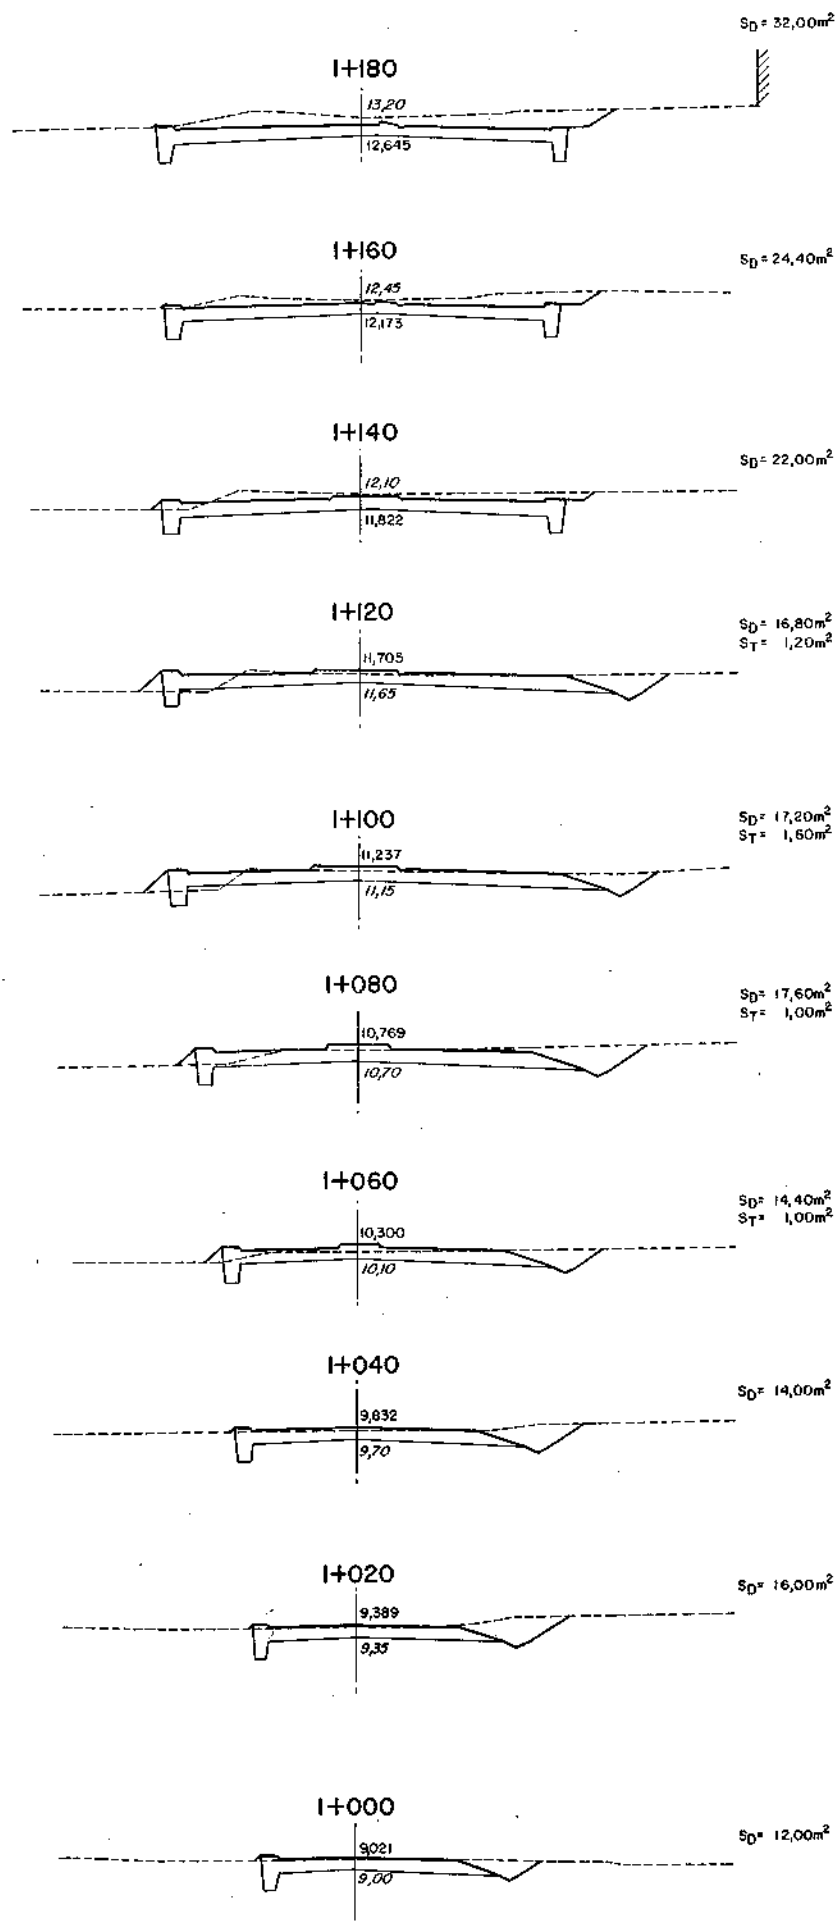 S_D = 32,00m²
1+180
13,20
12,645
1+160
S_D = 24,40m²
12,45
12,173
1+140
S_D = 22,00m²
12,10
11,822
1+120
S_D = 16,80m²
S_T = 1,20m²
11,705
11,65
1+100
S_D = 17,20m²
S_T = 1,60m²
11,237
11,15
1+080
S_D = 17,60m²
S_T = 1,00m²
10,769
10,70
1+060
S_D = 14,40m²
S_T = 1,00m²
10,300
10,10
1+040
S_D = 14,00m²
9,832
9,70
1+020
S_D = 16,00m²
9,389
9,35
1+000
S_D = 12,00m²
9,021
9,00